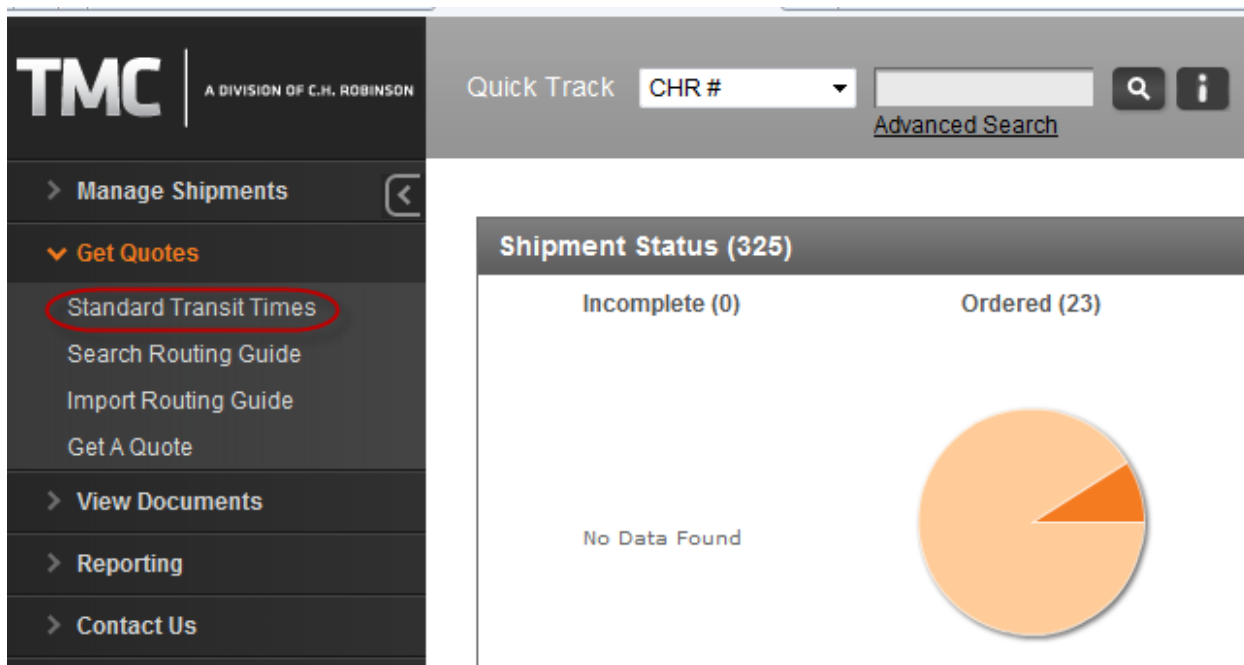 TMC A DIVISION OF C.H. ROBINSON
Quick Track CHR #
Advanced Search
Manage Shipments
Get Quotes
Standard Transit Times
Search Routing Guide
Import Routing Guide
Get A Quote
View Documents
Reporting
Contact Us
Shipment Status (325)
Incomplete (0) Ordered (23)
No Data Found